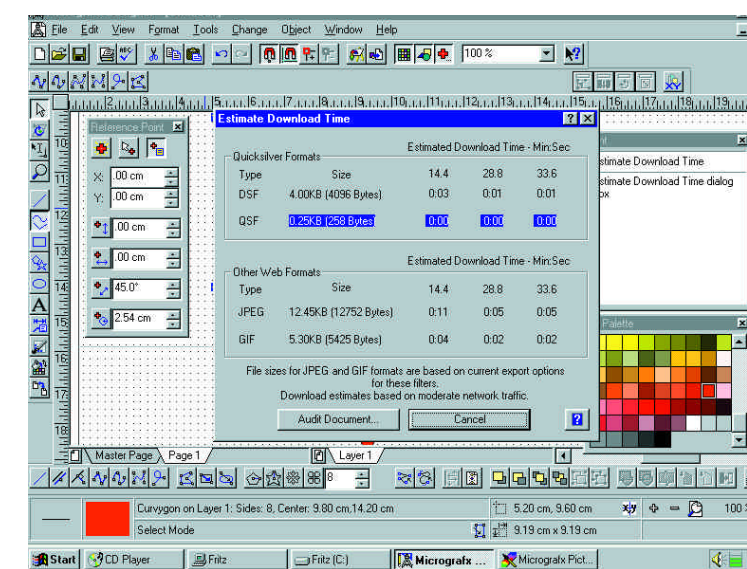 File Edit View Format Tools Change Object Window Help
100 %
Reference Point
X: .00 cm
Y: .00 cm
.00 cm
.00 cm
45.0°
2.54 cm
Estimate Download Time
Quicksilver Formats
Estimated Download Time - Min:Sec
Type Size 14.4 28.8 33.6
DSF 4.00KB (4096 Bytes) 0:03 0:01 0:01
QSF 0.25KB (258 Bytes) 0:00 0:00 0:00
Other Web Formats
Estimated Download Time - Min:Sec
Type Size 14.4 28.8 33.6
JPEG 12.45KB (12752 Bytes) 0:11 0:05 0:05
GIF 5.30KB (5425 Bytes) 0:04 0:02 0:02
File sizes for JPEG and GIF formats are based on current export options
for these filters.
Download estimates based on moderate network traffic.
Audit Document... Cancel
stimate Download Time
stimate Download Time dialog
ox
Palette
Master Page Page 1 Layer 1
8
Curvygon on Layer 1: Sides: 8, Center: 9.80 cm,14.20 cm 5.20 cm, 9.60 cm 100
Select Mode 9.19 cm x 9.19 cm
Start CD Player Fritz Fritz (C:) Micrografx ... Micrografx Pict...